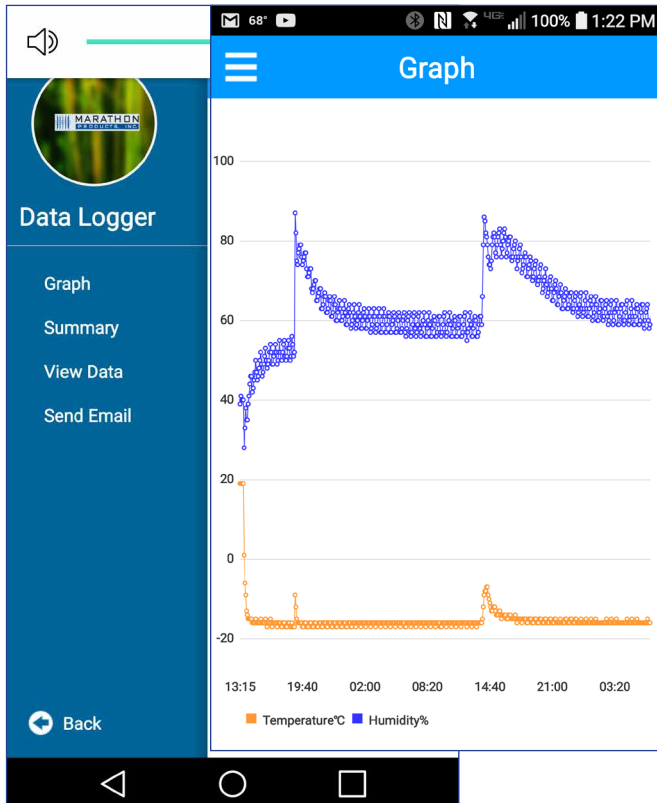 68°
4G
100%
1:22 PM
Graph
MARATHON
PRODUCTS, INC
Data Logger
Graph
Summary
View Data
Send Email
Back
100
80
60
40
20
0
-20
13:15 19:40 02:00 08:20 14:40 21:00 03:20
Temperature°C Humidity%